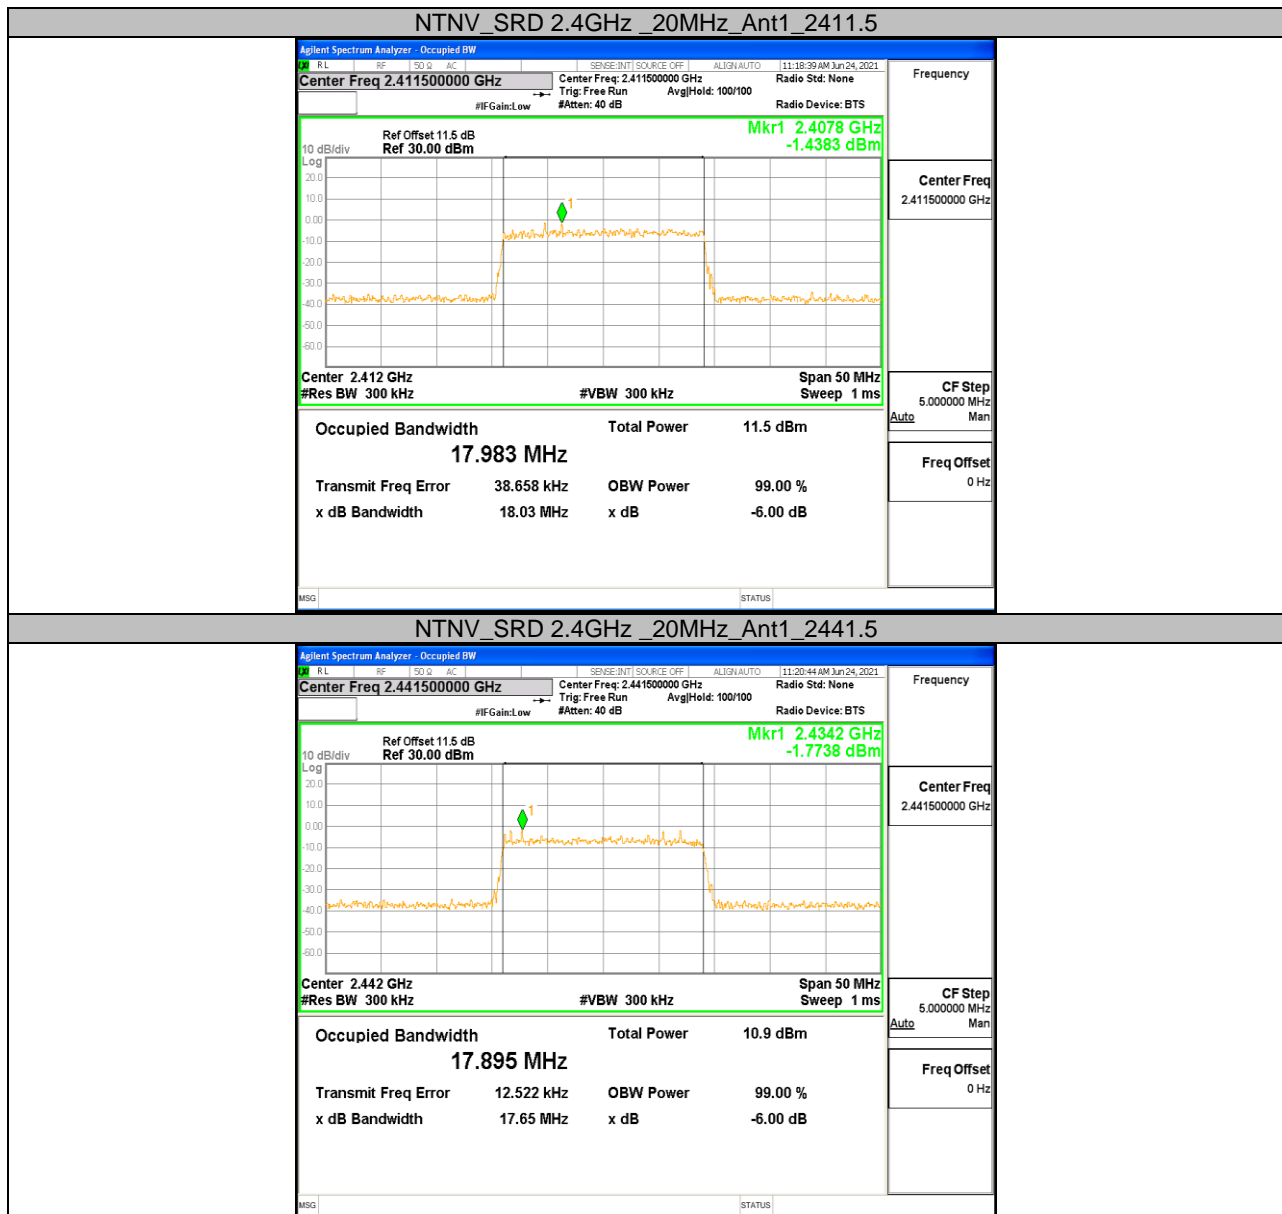 NTNV_SRD 2.4GHz _20MHz_Ant1_2411.5
Agilent Spectrum Analyzer - Occupied BW
RL RF 50 Ω AC SENSE:INT SOURCE OFF ALIGN AUTO 11:18:39 AM Jun 24, 2021
Center Freq 2.411500000 GHz
Center Freq: 2.411500000 GHz Radio Std: None
Trig: Free Run Avg|Hold: 100/100
#IFGain:Low #Atten: 40 dB Radio Device: BTS
Frequency
Mkr1 2.4078 GHz
-1.4383 dBm
Ref Offset 11.5 dB
10 dB/div Ref 30.00 dBm
Log
20.0
10.0
0.00
-10.0
-20.0
-30.0
-40.0
-50.0
-60.0
1
Center 2.412 GHz Span 50 MHz
#Res BW 300 kHz #VBW 300 kHz Sweep 1 ms
Center Freq
2.411500000 GHz
CF Step
5.000000 MHz
Auto Man
Freq Offset
0 Hz
Occupied Bandwidth Total Power 11.5 dBm
17.983 MHz
Transmit Freq Error 38.658 kHz OBW Power 99.00 %
x dB Bandwidth 18.03 MHz x dB -6.00 dB
MSG STATUS
NTNV_SRD 2.4GHz _20MHz_Ant1_2441.5
Agilent Spectrum Analyzer - Occupied BW
RL RF 50 Ω AC SENSE:INT SOURCE OFF ALIGN AUTO 11:20:44 AM Jun 24, 2021
Center Freq 2.441500000 GHz
Center Freq: 2.441500000 GHz Radio Std: None
Trig: Free Run Avg|Hold: 100/100
#IFGain:Low #Atten: 40 dB Radio Device: BTS
Frequency
Mkr1 2.4342 GHz
-1.7738 dBm
Ref Offset 11.5 dB
10 dB/div Ref 30.00 dBm
Log
20.0
10.0
0.00
-10.0
-20.0
-30.0
-40.0
-50.0
-60.0
1
Center 2.442 GHz Span 50 MHz
#Res BW 300 kHz #VBW 300 kHz Sweep 1 ms
Center Freq
2.441500000 GHz
CF Step
5.000000 MHz
Auto Man
Freq Offset
0 Hz
Occupied Bandwidth Total Power 10.9 dBm
17.895 MHz
Transmit Freq Error 12.522 kHz OBW Power 99.00 %
x dB Bandwidth 17.65 MHz x dB -6.00 dB
MSG STATUS